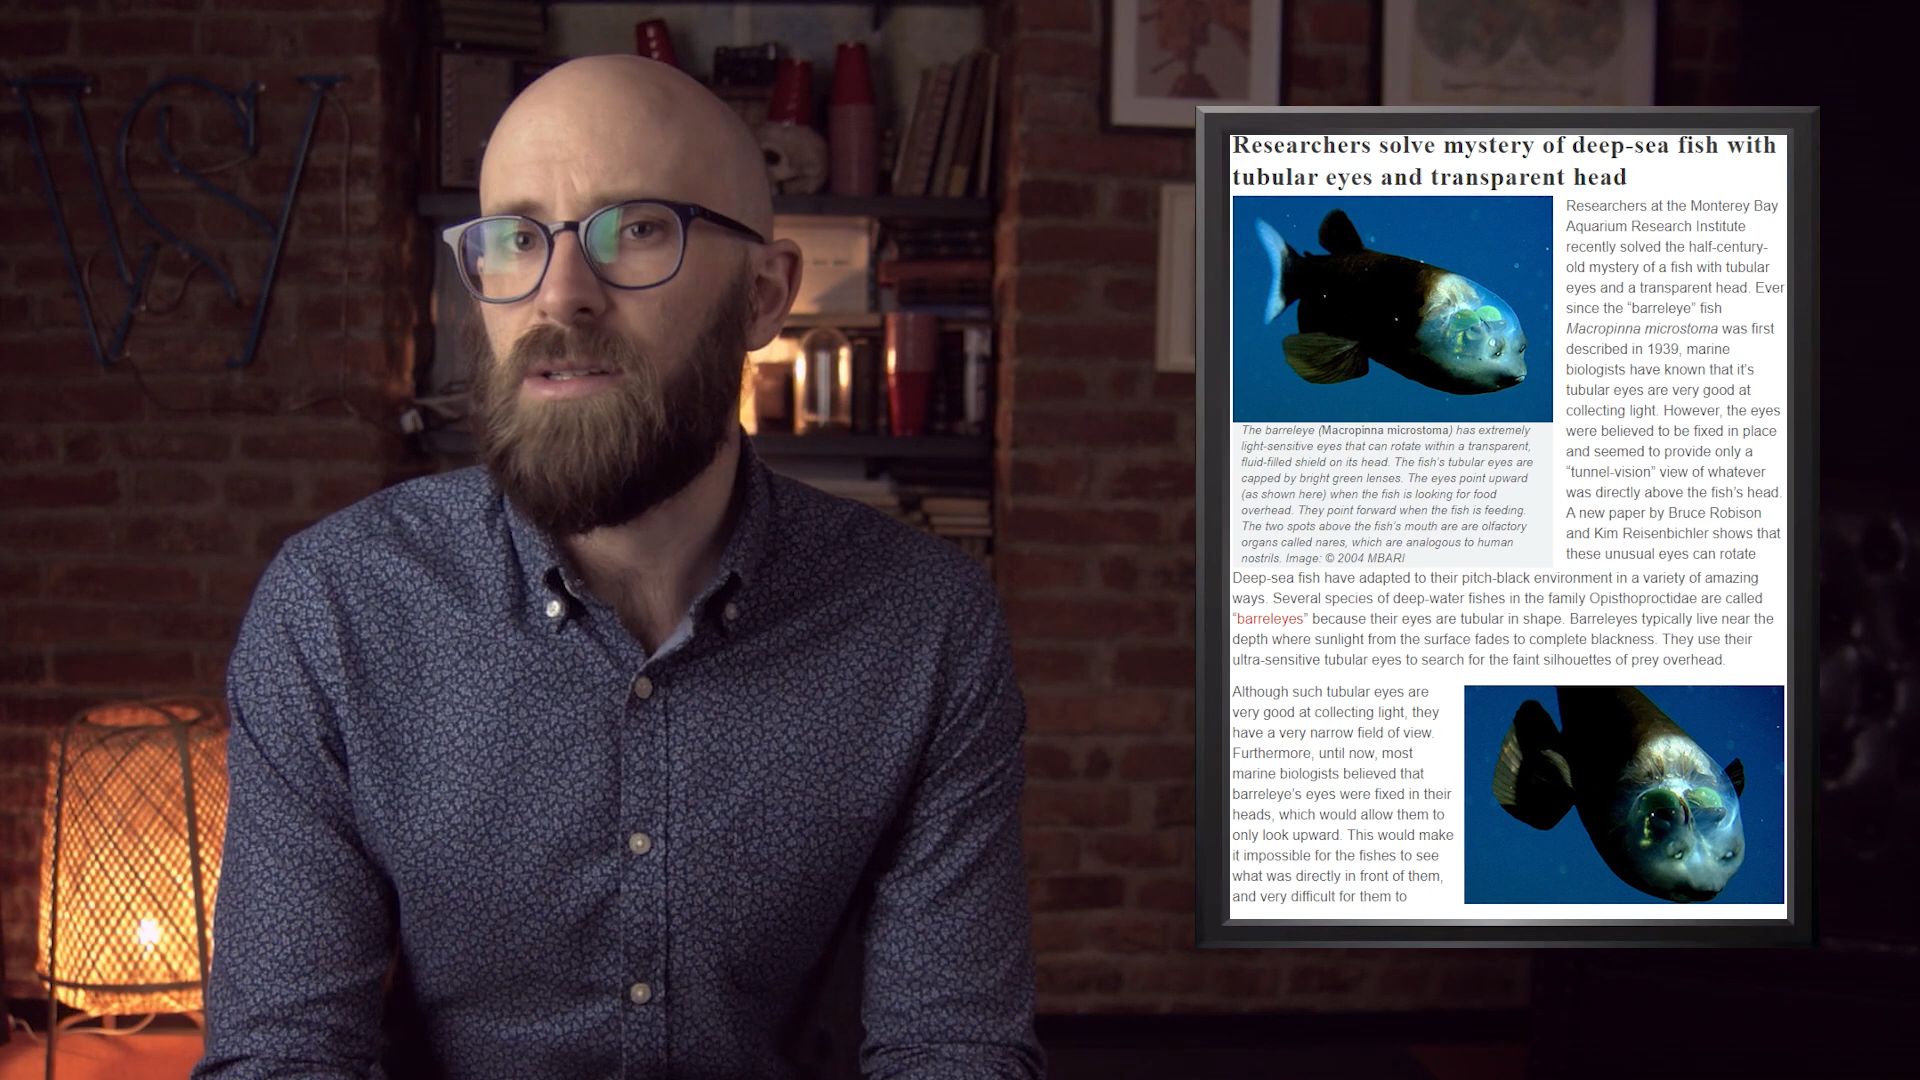 VS
Researchers solve mystery of deep-sea fish with
tubular eyes and transparent head
Researchers at the Monterey Bay
Aquarium Research Institute
recently solved the half-century-
old mystery of a fish with tubular
eyes and a transparent head. Ever
since the “barreleye” fish
Macropinna microstoma was first
described in 1939, marine
biologists have known that it’s
tubular eyes are very good at
collecting light. However, the eyes
were believed to be fixed in place
and seemed to provide only a
“tunnel-vision” view of whatever
was directly above the fish’s head.
A new paper by Bruce Robison
and Kim Reisenbichler shows that
these unusual eyes can rotate
The barreleye (Macropinna microstoma) has extremely
light-sensitive eyes that can rotate within a transparent,
fluid-filled shield on its head. The fish’s tubular eyes are
capped by bright green lenses. The eyes point upward
(as shown here) when the fish is looking for food
overhead. They point forward when the fish is feeding.
The two spots above the fish’s mouth are are olfactory
organs called nares, which are analogous to human
nostrils. Image: © 2004 MBARI
Deep-sea fish have adapted to their pitch-black environment in a variety of amazing
ways. Several species of deep-water fishes in the family Opisthoproctidae are called
“barreleyes” because their eyes are tubular in shape. Barreleyes typically live near the
depth where sunlight from the surface fades to complete blackness. They use their
ultra-sensitive tubular eyes to search for the faint silhouettes of prey overhead.
Although such tubular eyes are
very good at collecting light, they
have a very narrow field of view.
Furthermore, until now, most
marine biologists believed that
barreleye’s eyes were fixed in their
heads, which would allow them to
only look upward. This would make
it impossible for the fishes to see
what was directly in front of them,
and very difficult for them to